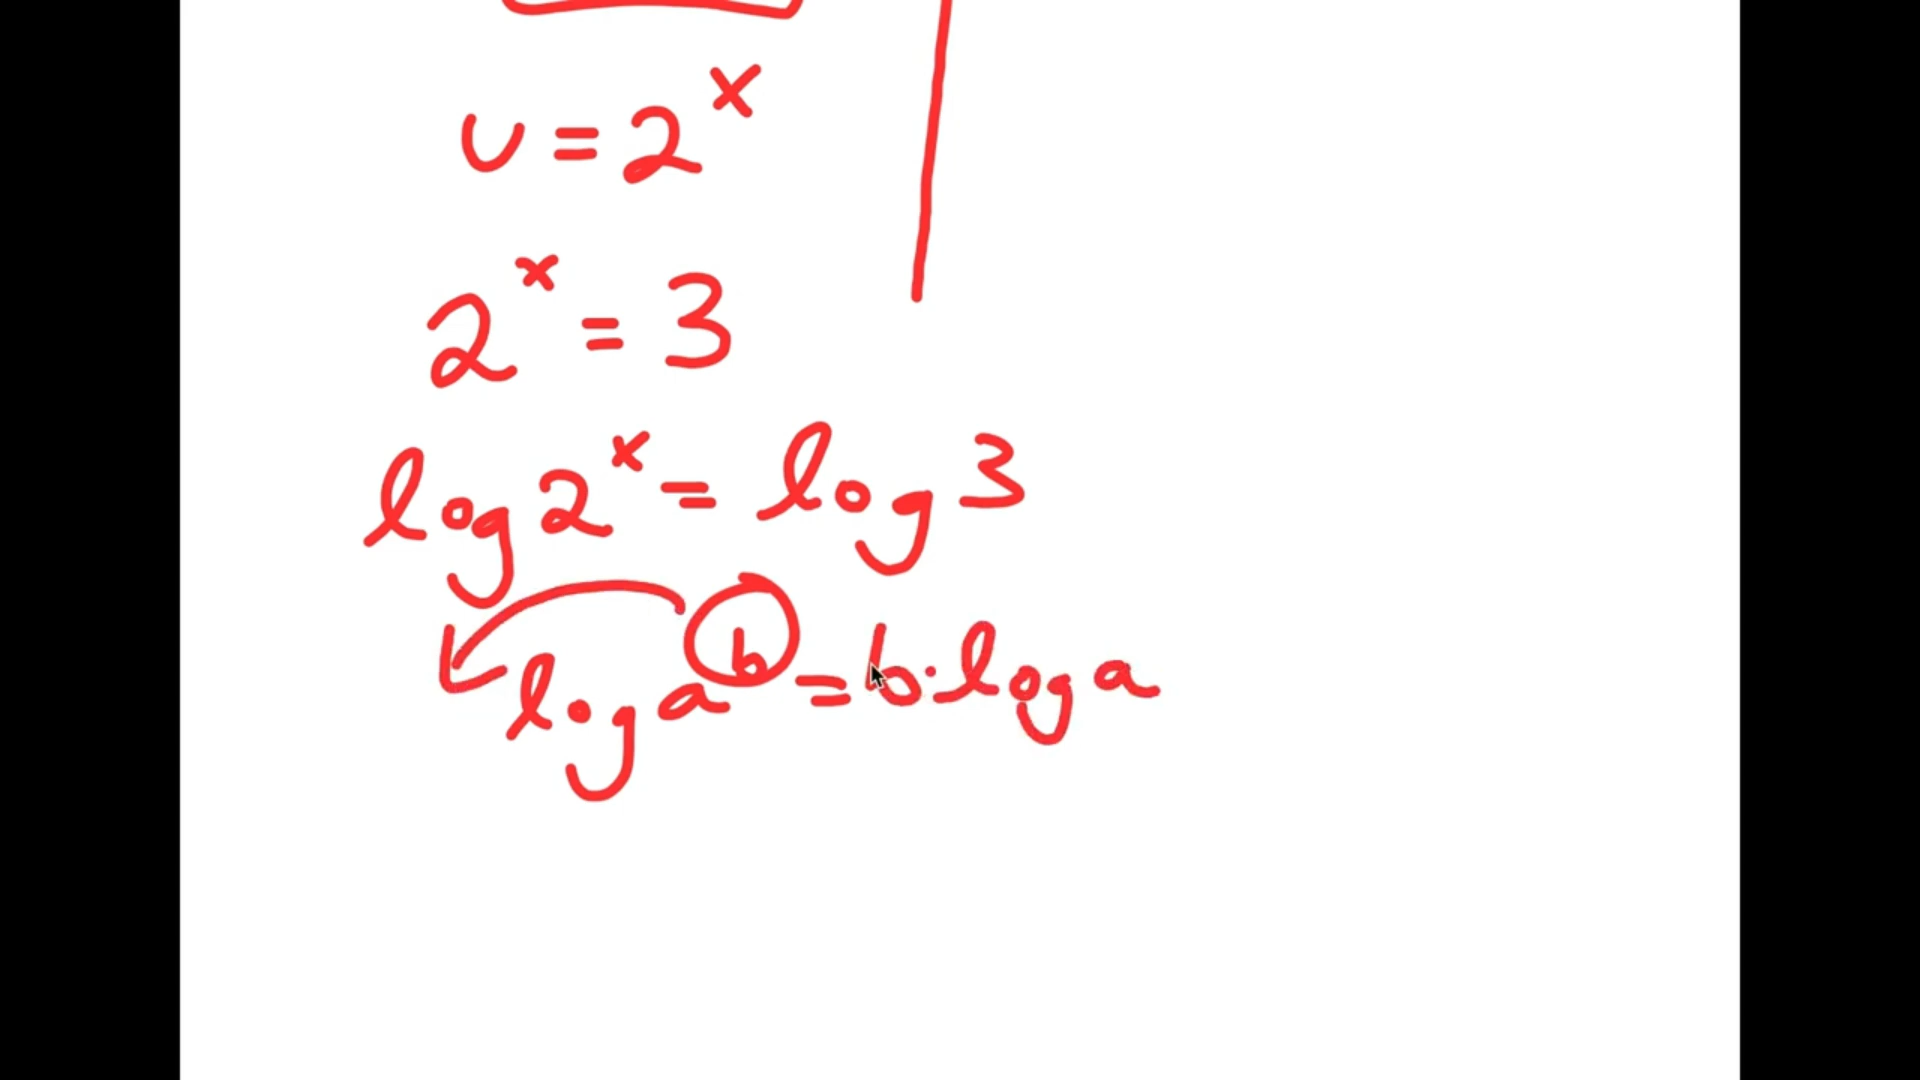 u = 2^x
2^x = 3
log 2^x = log 3
log a^b = b · log a